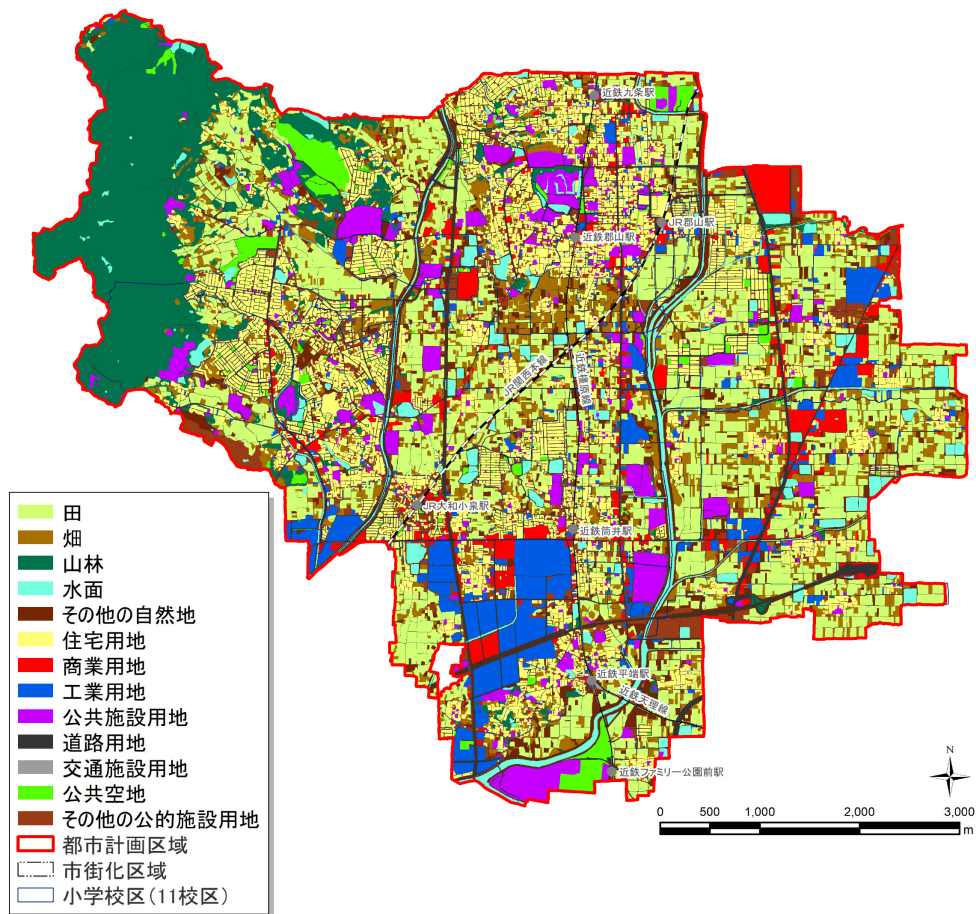 近鉄九条駅
JR郡山駅
近鉄郡山駅
JR関西本線
近鉄橿原線
JR大和小泉駅
近鉄筒井駅
近鉄平端駅
近鉄天理線
近鉄ファミリー公園前駅
田
畑
山林
水面
その他の自然地
住宅用地
商業用地
工業用地
公共施設用地
道路用地
交通施設用地
公共空地
その他の公的施設用地
都市計画区域
市街化区域
小学校区(11校区)
N
0 500 1,000 2,000 3,000
m